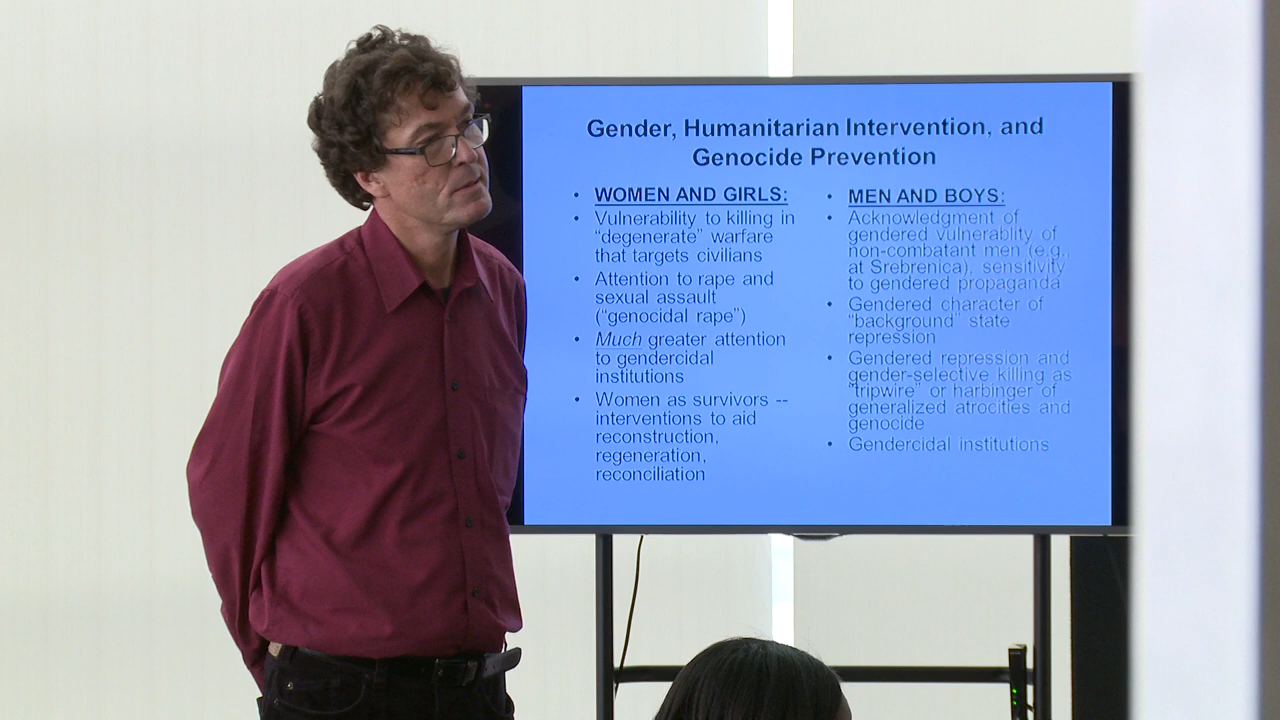 Gender, Humanitarian Intervention, and
Genocide Prevention
• WOMEN AND GIRLS:
• Vulnerability to killing in
“degenerate” warfare
that targets civilians
• Attention to rape and
sexual assault
(“genocidal rape”)
• Much greater attention
to gendercidal
institutions
• Women as survivors --
interventions to aid
reconstruction,
regeneration,
reconciliation
• MEN AND BOYS:
• Acknowledgment of
gendered vulnerablity of
non-combatant men (e.g.,
at Srebrenica), sensitivity
to gendered propaganda
• Gendered character of
“background” state
repression
• Gendered repression and
gender-selective killing as
“tripwire” or harbinger of
generalized atrocities and
genocide
• Gendercidal institutions